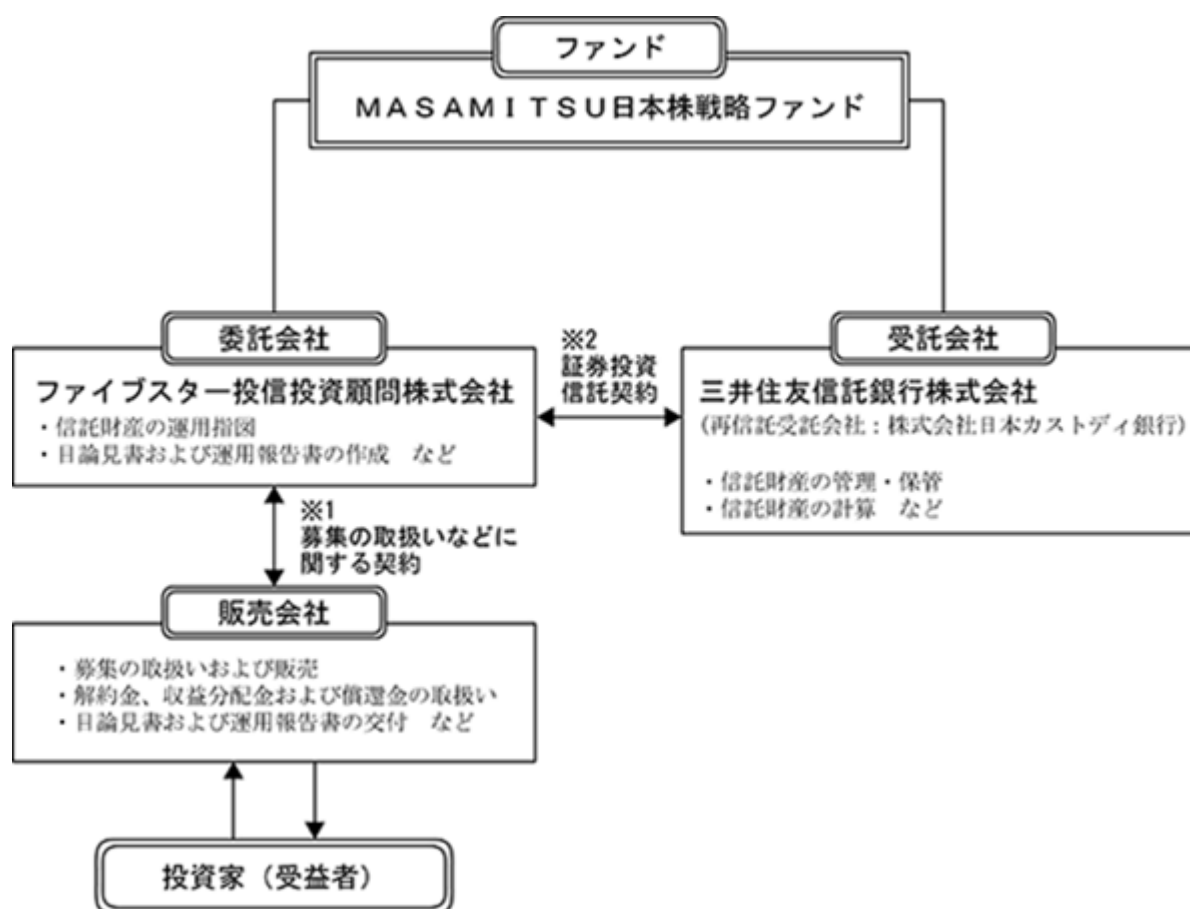 ファンド
ＭＡＳＡＭＩＴＳＵ日本株戦略ファンド
委託会社
ファイブスター投信投資顧問株式会社
・信託財産の運用指図
・目論見書および運用報告書の作成　など
※2
証券投資
信託契約
受託会社
三井住友信託銀行株式会社
(再信託受託会社：株式会社日本カストディ銀行)
・信託財産の管理・保管
・信託財産の計算　など
※1
募集の取扱いなどに
関する契約
販売会社
・募集の取扱いおよび販売
・解約金、収益分配金および償還金の取扱い
・目論見書および運用報告書の交付　など
投資家（受益者）